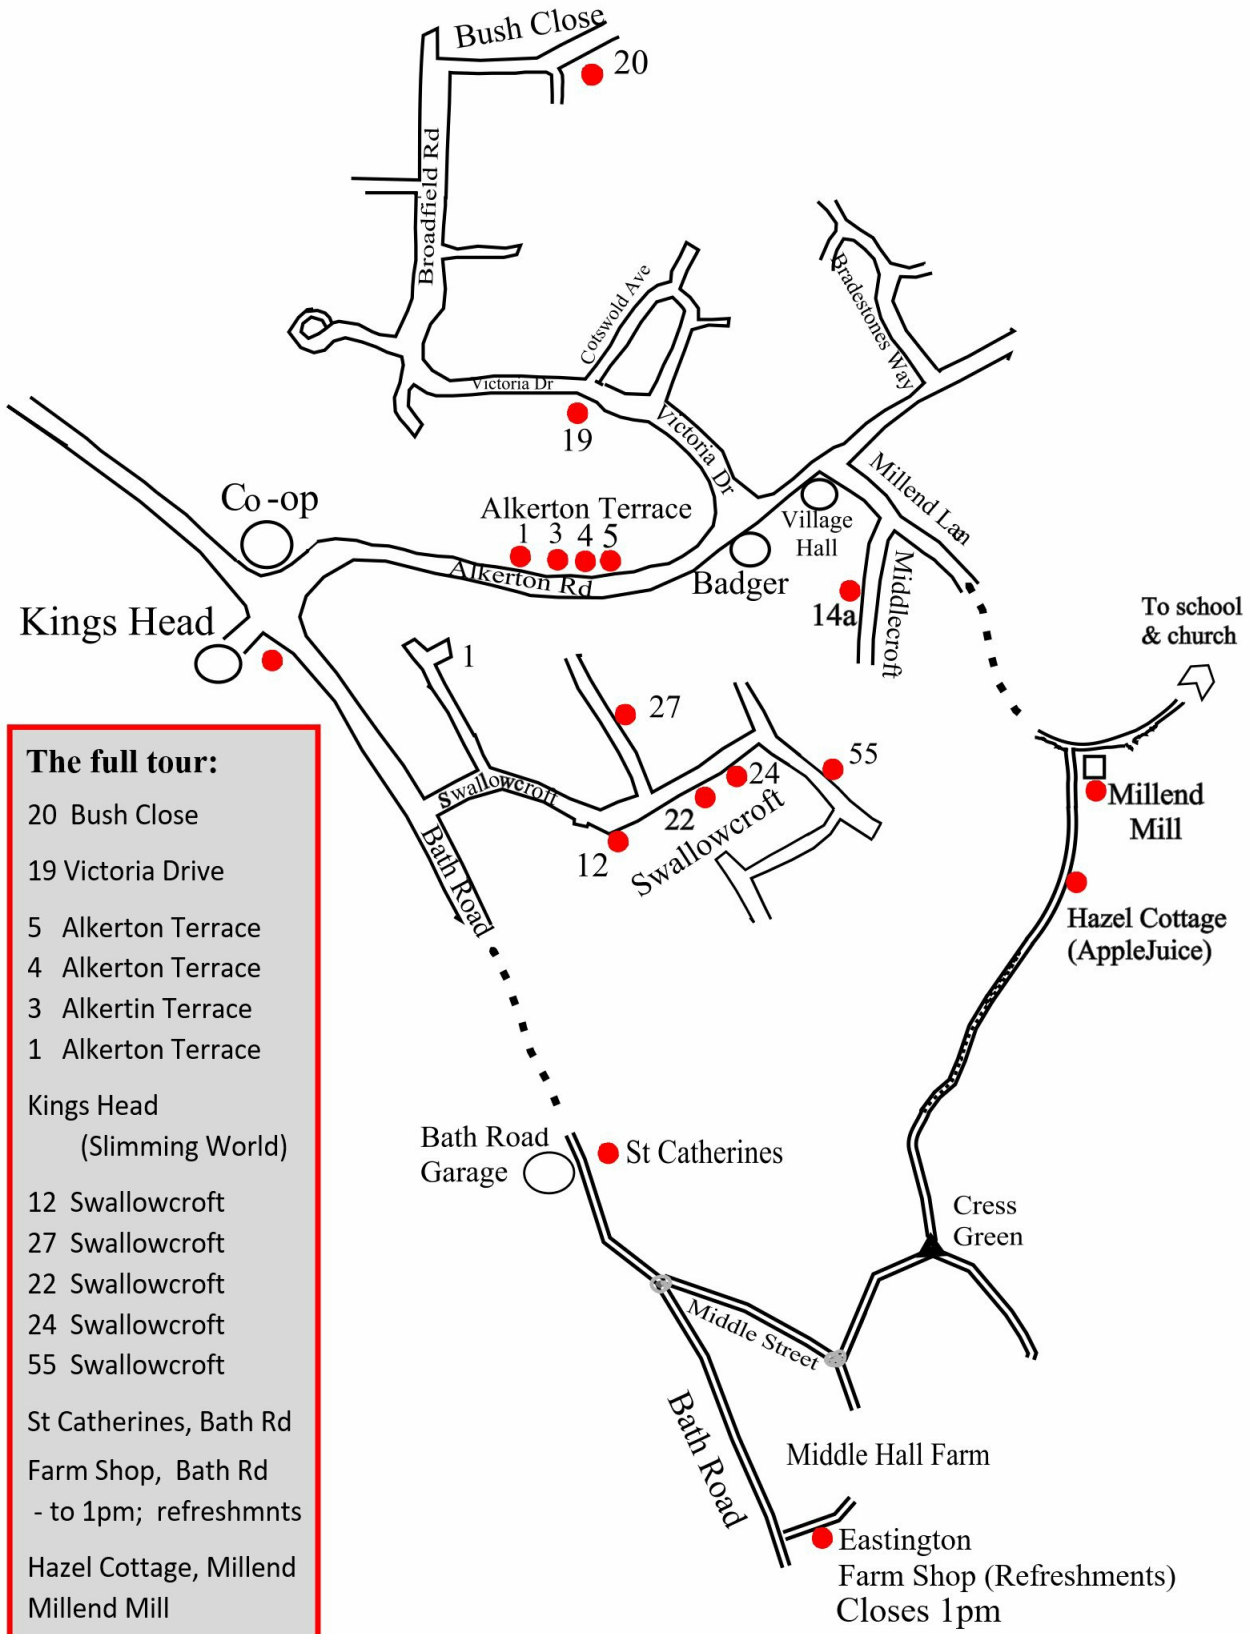 Bush Close
20
Broadfield Rd
Cotswold Ave
Bradestones Way
Victoria Dr
19
Victoria Dr
Millend Lan
Co-op
Alkerton Terrace
1 3 4 5
Village
Hall
Alkerton Rd
Badger
Middlecroft
14a
To school
& church
Kings Head
1
27
55
24
22
Swallowcroft
Swallowcroft
12
Bath Road
Millend
Mill
Hazel Cottage
(AppleJuice)
Bath Road
Garage
St Catherines
Cress
Green
Middle Street
Bath Road
Middle Hall Farm
Eastington
Farm Shop (Refreshments)
Closes 1pm
The full tour:
20 Bush Close
19 Victoria Drive
5 Alkerton Terrace
4 Alkerton Terrace
3 Alkertin Terrace
1 Alkerton Terrace
Kings Head
(Slimming World)
12 Swallowcroft
27 Swallowcroft
22 Swallowcroft
24 Swallowcroft
55 Swallowcroft
St Catherines, Bath Rd
Farm Shop, Bath Rd
- to 1pm; refreshmnts
Hazel Cottage, Millend
Millend Mill